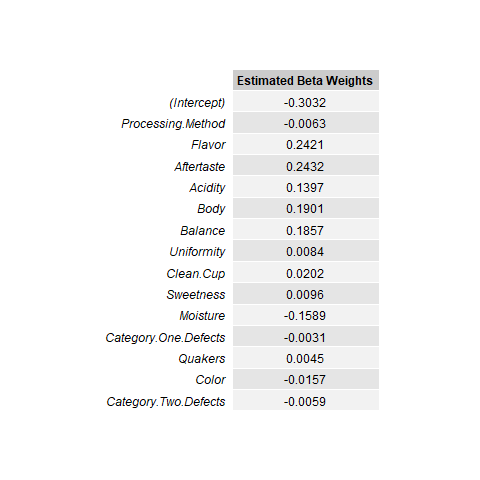 Estimated Beta Weights
(Intercept) -0.3032
Processing.Method -0.0063
Flavor 0.2421
Aftertaste 0.2432
Acidity 0.1397
Body 0.1901
Balance 0.1857
Uniformity 0.0084
Clean.Cup 0.0202
Sweetness 0.0096
Moisture -0.1589
Category.One.Defects -0.0031
Quakers 0.0045
Color -0.0157
Category.Two.Defects -0.0059